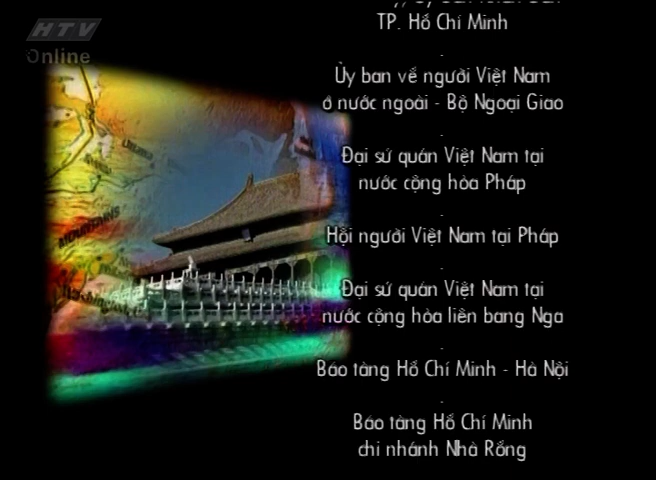 HTV
Online
TP. Hồ Chí Minh
Ủy ban về người Việt Nam
ở nước ngoài - Bộ Ngoại Giao
Đại sứ quán Việt Nam tại
nước cộng hòa Pháp
Hội người Việt Nam tại Pháp
Đại sứ quán Việt Nam tại
nước cộng hòa liên bang Nga
Bảo tàng Hồ Chí Minh - Hà Nội
Bảo tàng Hồ Chí Minh
chi nhánh Nhà Rồng
MOUNTAINS